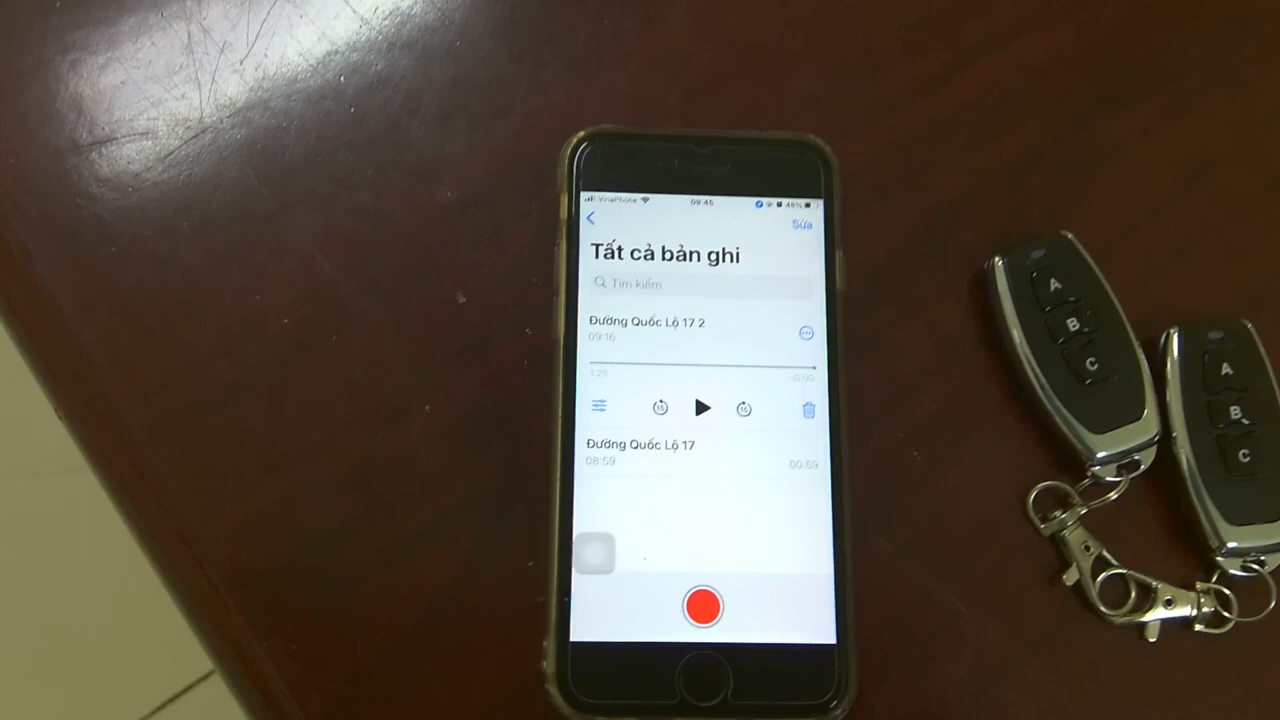 VinaPhone 09:45 46%
Sửa
Tất cả bản ghi
Tìm kiếm
Đường Quốc Lộ 17 2
09:16
1:25 -0:00
15 15
Đường Quốc Lộ 17
08:59 00:59
A
B
C
A
B
C